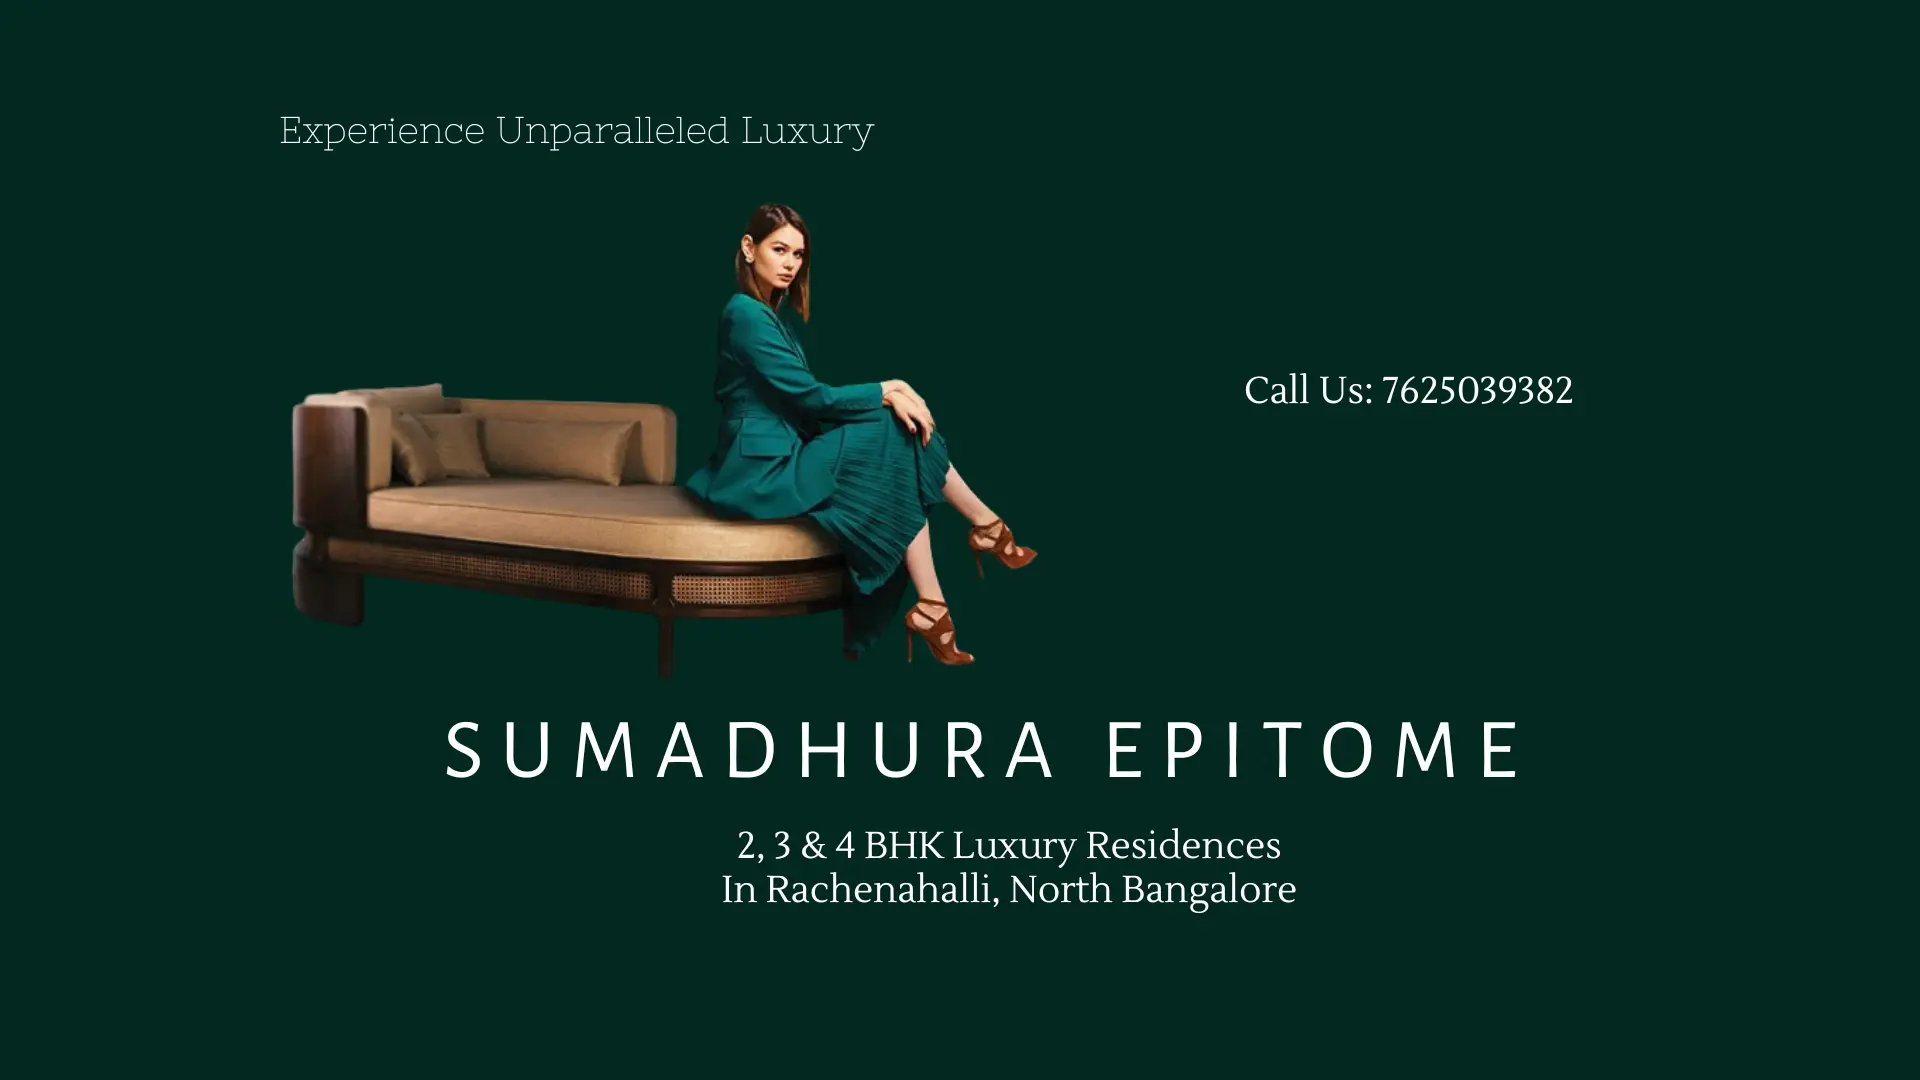 Experience Unparalleled Luxury
Call Us: 7625039382
SUMADHURA EPITOME
2, 3 & 4 BHK Luxury Residences
In Rachenahalli, North Bangalore